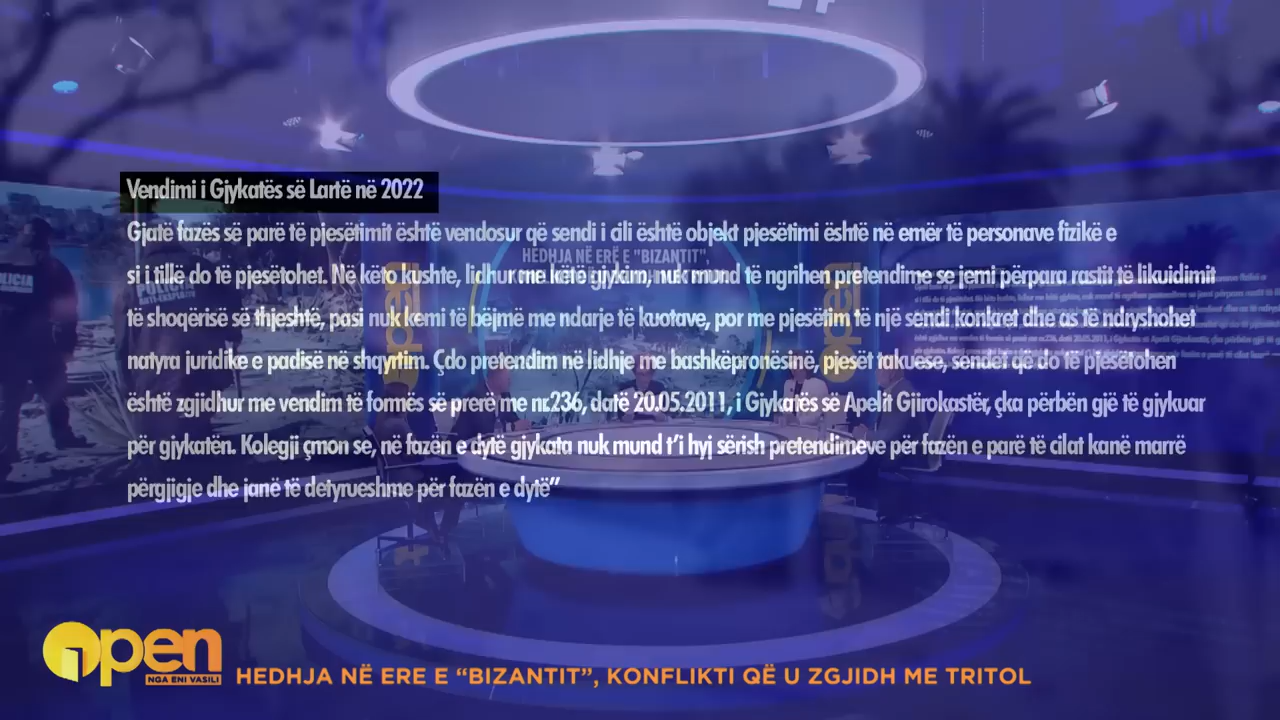 Vendimi i Gjykatës së Lartë në 2022
Gjatë fazës së parë të pjesëtimit është vendosur që sendi i cili është objekt pjesëtimi është në emër të personave fizikë e
si i tillë do të pjesëtohet. Në këto kushte, lidhur me këtë gjykim, nuk mund të ngrihen pretendime se jemi përpara rastit të likuidimit
të shoqërisë së thjeshtë, pasi nuk kemi të bëjmë me ndarje të kuotave, por me pjesëtim të një sendi konkret dhe as të ndryshohet
natyra juridike e padisë në shqyrtim. Çdo pretendim në lidhje me bashkëpronësinë, pjesët takuese, sendet që do të pjesëtohen
është zgjidhur me vendim të formës së prerë me nr.236, datë 20.05.2011, i Gjykatës së Apelit Gjirokastër, çka përbën gjë të gjykuar
për gjykatën. Kolegji çmon se, në fazën e dytë gjykata nuk mund t'i hyj sërish pretendimeve për fazën e parë të cilat kanë marrë
përgjigje dhe janë të detyrueshme për fazën e dytë”
HEDHJA NË ERË E "BIZANTIT",
POLICIA
open
open
open
NGA ENI VASILI
HEDHJA NË ERE E “BIZANTIT”, KONFLIKTI QË U ZGJIDH ME TRITOL